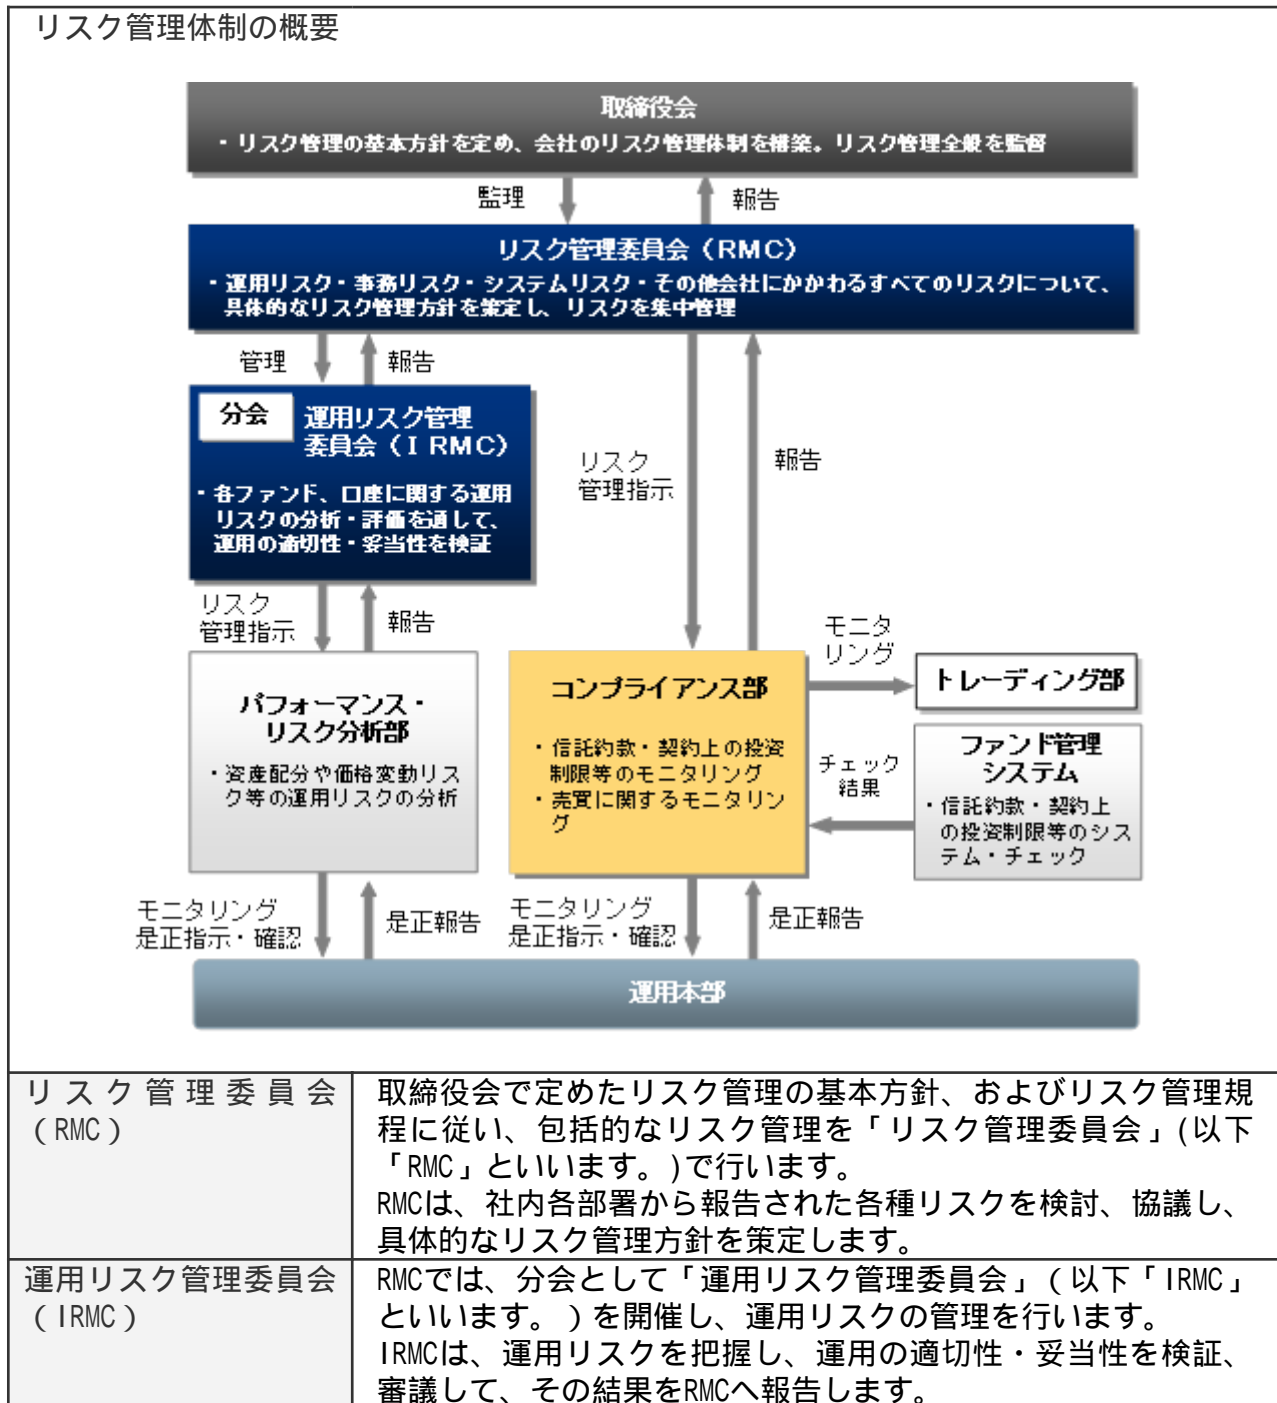 リスク管理体制の概要
取締役会
・リスク管理の基本方針を定め、会社のリスク管理体制を構築。リスク管理全般を監督
監理
報告
リスク管理委員会（RMC）
・運用リスク・事務リスク・システムリスク・その他会社にかかわるすべてのリスクについて、
具体的なリスク管理方針を策定し、リスクを集中管理
管理
報告
分会
運用リスク管理
委員会（IRMC）
・各ファンド、口座に関する運用
リスクの分析・評価を通して、
運用の適切性・妥当性を検証
リスク
管理指示
報告
リスク
管理指示
報告
パフォーマンス・
リスク分析部
・資産配分や価格変動リス
ク等の運用リスクの分析
コンプライアンス部
・信託約款・契約上の投資
制限等のモニタリング
・売買に関するモニタリン
グ
モニタ
リング
トレーディング部
チェック
結果
ファンド管理
システム
・信託約款・契約上
の投資制限等のシス
テム・チェック
モニタリング
是正指示・確認
是正報告
モニタリング
是正指示・確認
是正報告
運用本部
リスク管理委員会
（RMC）
取締役会で定めたリスク管理の基本方針、およびリスク管理規
程に従い、包括的なリスク管理を「リスク管理委員会」(以下
「RMC」といいます。)で行います。
RMCは、社内各部署から報告された各種リスクを検討、協議し、
具体的なリスク管理方針を策定します。
運用リスク管理委員会
（IRMC）
RMCでは、分会として「運用リスク管理委員会」（以下「IRMC」
といいます。）を開催し、運用リスクの管理を行います。
IRMCは、運用リスクを把握し、運用の適切性・妥当性を検証、
審議して、その結果をRMCへ報告します。